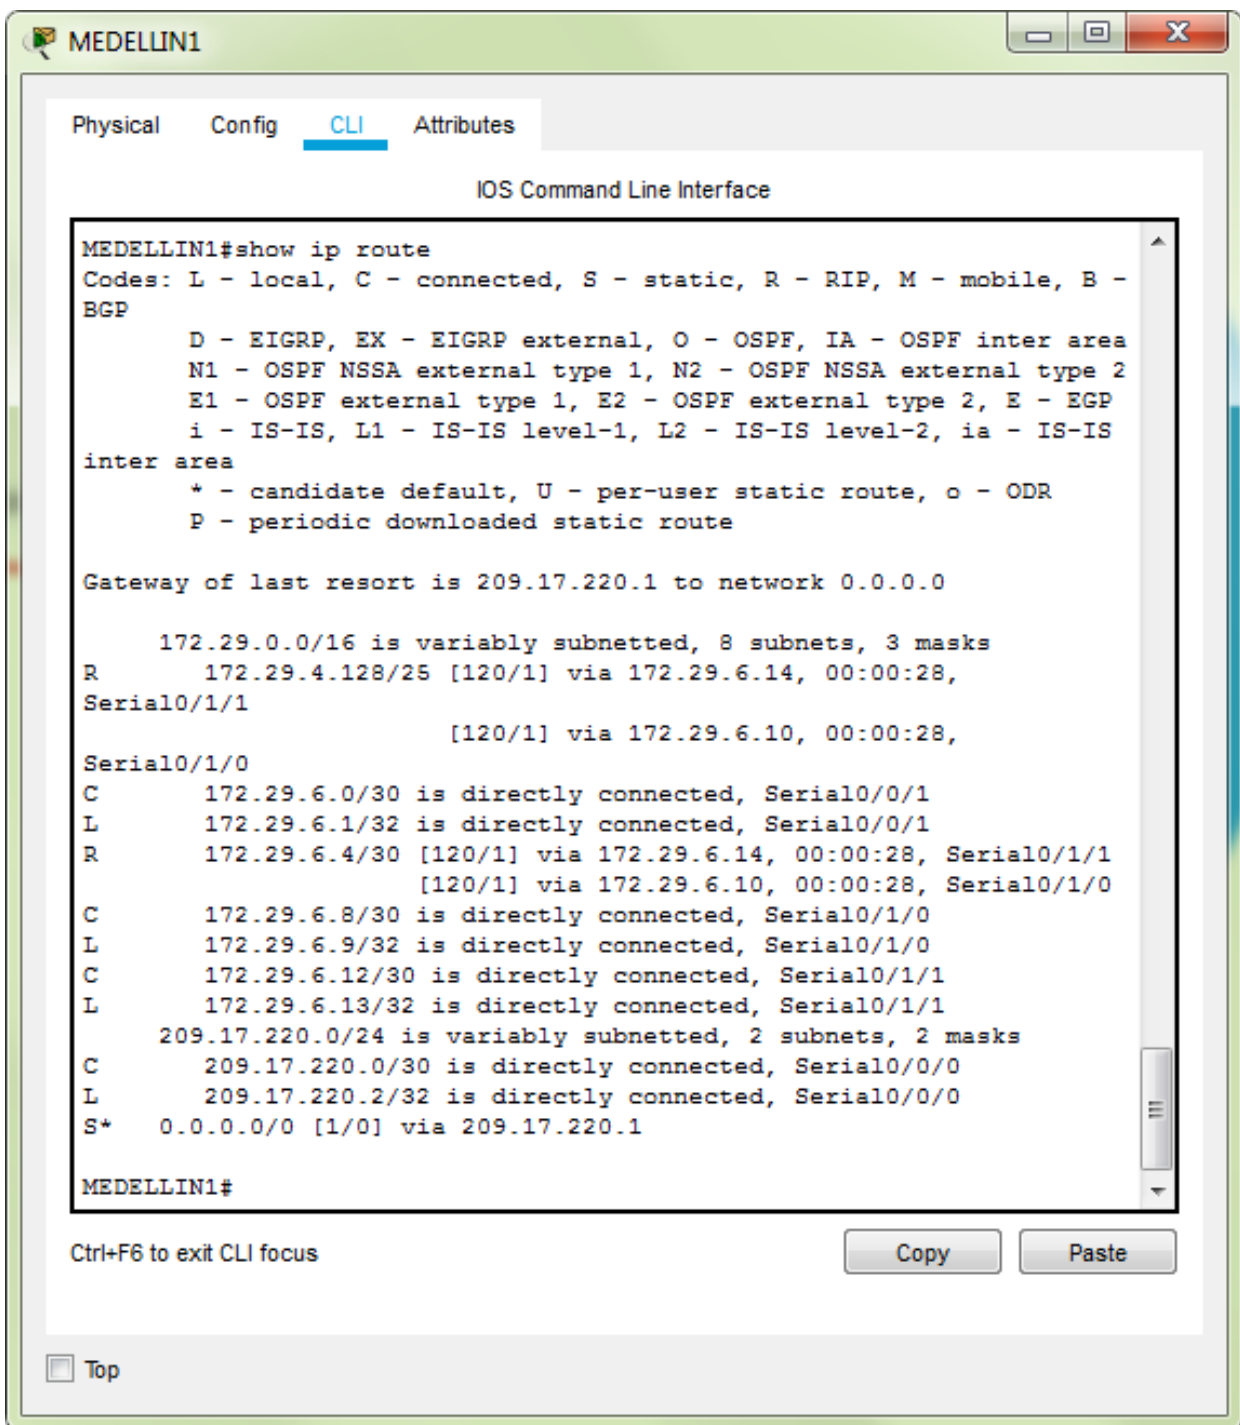 MEDELLIN1
Physical Config CLI Attributes
IOS Command Line Interface
MEDELLIN1#show ip route
Codes: L - local, C - connected, S - static, R - RIP, M - mobile, B -
BGP
       D - EIGRP, EX - EIGRP external, O - OSPF, IA - OSPF inter area
       N1 - OSPF NSSA external type 1, N2 - OSPF NSSA external type 2
       E1 - OSPF external type 1, E2 - OSPF external type 2, E - EGP
       i - IS-IS, L1 - IS-IS level-1, L2 - IS-IS level-2, ia - IS-IS
inter area
       * - candidate default, U - per-user static route, o - ODR
       P - periodic downloaded static route
Gateway of last resort is 209.17.220.1 to network 0.0.0.0
     172.29.0.0/16 is variably subnetted, 8 subnets, 3 masks
R       172.29.4.128/25 [120/1] via 172.29.6.14, 00:00:28,
Serial0/1/1
                        [120/1] via 172.29.6.10, 00:00:28,
Serial0/1/0
C       172.29.6.0/30 is directly connected, Serial0/0/1
L       172.29.6.1/32 is directly connected, Serial0/0/1
R       172.29.6.4/30 [120/1] via 172.29.6.14, 00:00:28, Serial0/1/1
                      [120/1] via 172.29.6.10, 00:00:28, Serial0/1/0
C       172.29.6.8/30 is directly connected, Serial0/1/0
L       172.29.6.9/32 is directly connected, Serial0/1/0
C       172.29.6.12/30 is directly connected, Serial0/1/1
L       172.29.6.13/32 is directly connected, Serial0/1/1
     209.17.220.0/24 is variably subnetted, 2 subnets, 2 masks
C       209.17.220.0/30 is directly connected, Serial0/0/0
L       209.17.220.2/32 is directly connected, Serial0/0/0
S*   0.0.0.0/0 [1/0] via 209.17.220.1
MEDELLIN1#
Ctrl+F6 to exit CLI focus Copy Paste
Top